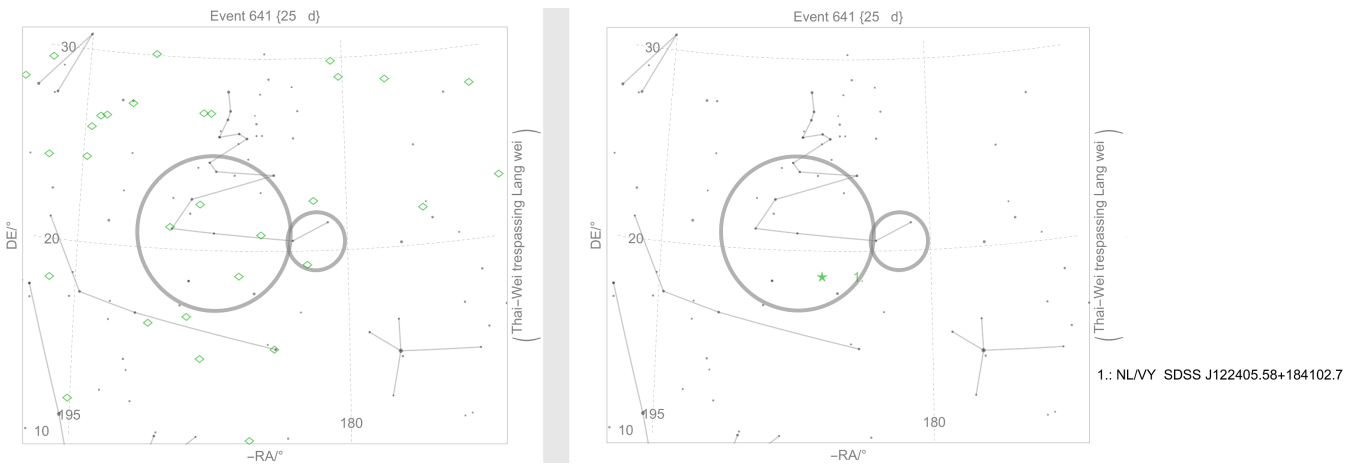 Event 641 {25 d}
30
20
10
195
180
DE/°
−RA/°
(Thai−Wei trespassing Lang wei )
Event 641 {25 d}
30
20
10
195
180
1.
DE/°
−RA/°
(Thai−Wei trespassing Lang wei )
1.: NL/VY SDSS J122405.58+184102.7